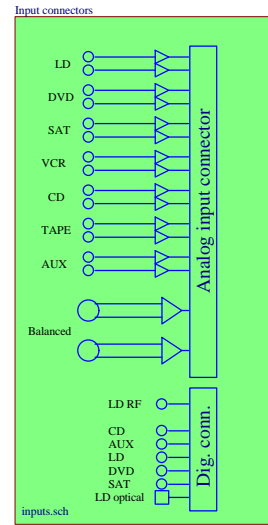 Input connectors
LD
DVD
SAT
VCR
CD
TAPE
AUX
Balanced
Analog input connector
LD RF
CD
AUX
LD
DVD
SAT
LD optical
Dig. conn.
inputs.sch